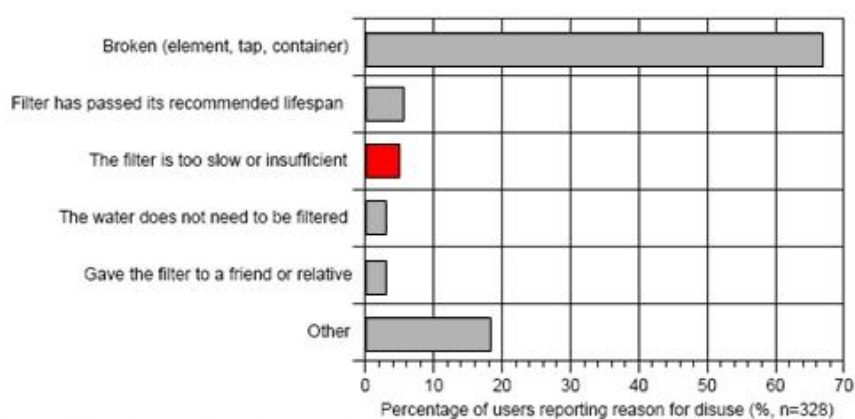 Broken (element, tap, container)
Filter has passed its recommended lifespan
The filter is too slow or insufficient
The water does not need to be filtered
Gave the filter to a friend or relative
Other
0 10 20 30 40 50 60 70
Percentage of users reporting reason for disuse (%, n=328)